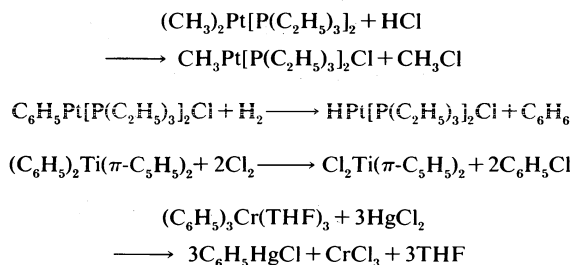 (CH₃)₂Pt[P(C₂H₅)₃]₂ + HCl
⟶ CH₃Pt[P(C₂H₅)₃]₂Cl + CH₃Cl
C₆H₅Pt[P(C₂H₅)₃]₂Cl + H₂ ⟶ HPt[P(C₂H₅)₃]₂Cl + C₆H₆
(C₆H₅)₂Ti(π-C₅H₅)₂ + 2Cl₂ ⟶ Cl₂Ti(π-C₅H₅)₂ + 2C₆H₅Cl
(C₆H₅)₃Cr(THF)₃ + 3HgCl₂
⟶ 3C₆H₅HgCl + CrCl₃ + 3THF